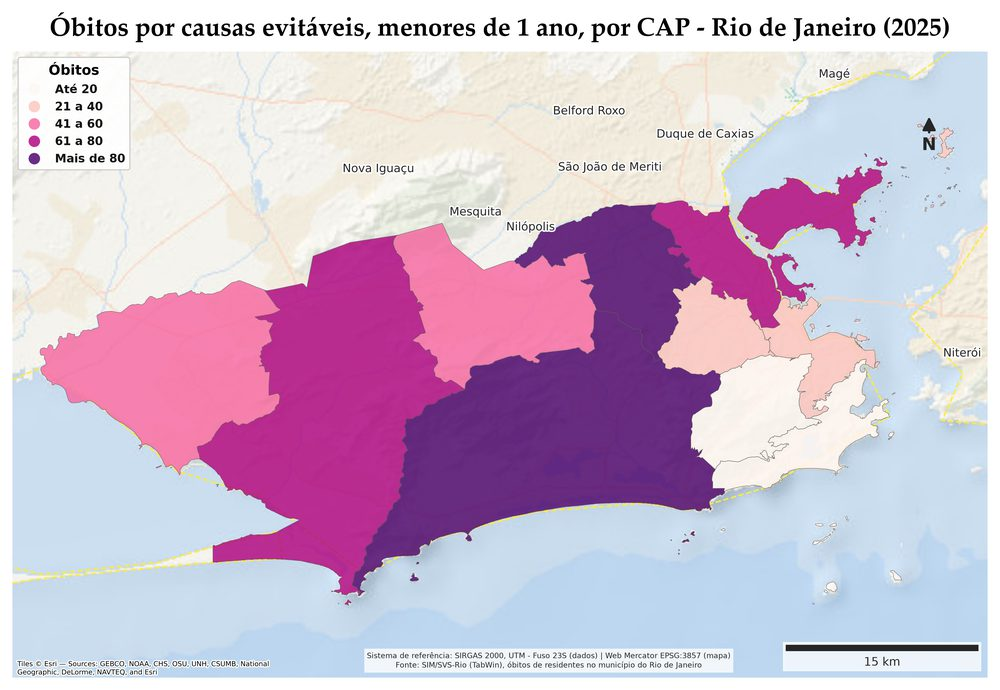 Óbitos por causas evitáveis, menores de 1 ano, por CAP - Rio de Janeiro (2025)
Óbitos
Até 20
21 a 40
41 a 60
61 a 80
Mais de 80
Magé
Belford Roxo
Duque de Caxias
N
Nova Iguaçu
São João de Meriti
Mesquita
Nilópolis
Niterói
Sistema de referência: SIRGAS 2000, UTM - Fuso 23S (dados) | Web Mercator EPSG:3857 (mapa)
Fonte: SIM/SVS-Rio (TabWin), óbitos de residentes no município do Rio de Janeiro
15 km
Tiles © Esri — Sources: GEBCO, NOAA, CHS, OSU, UNH, CSUMB, National
Geographic, DeLorme, NAVTEQ, and Esri